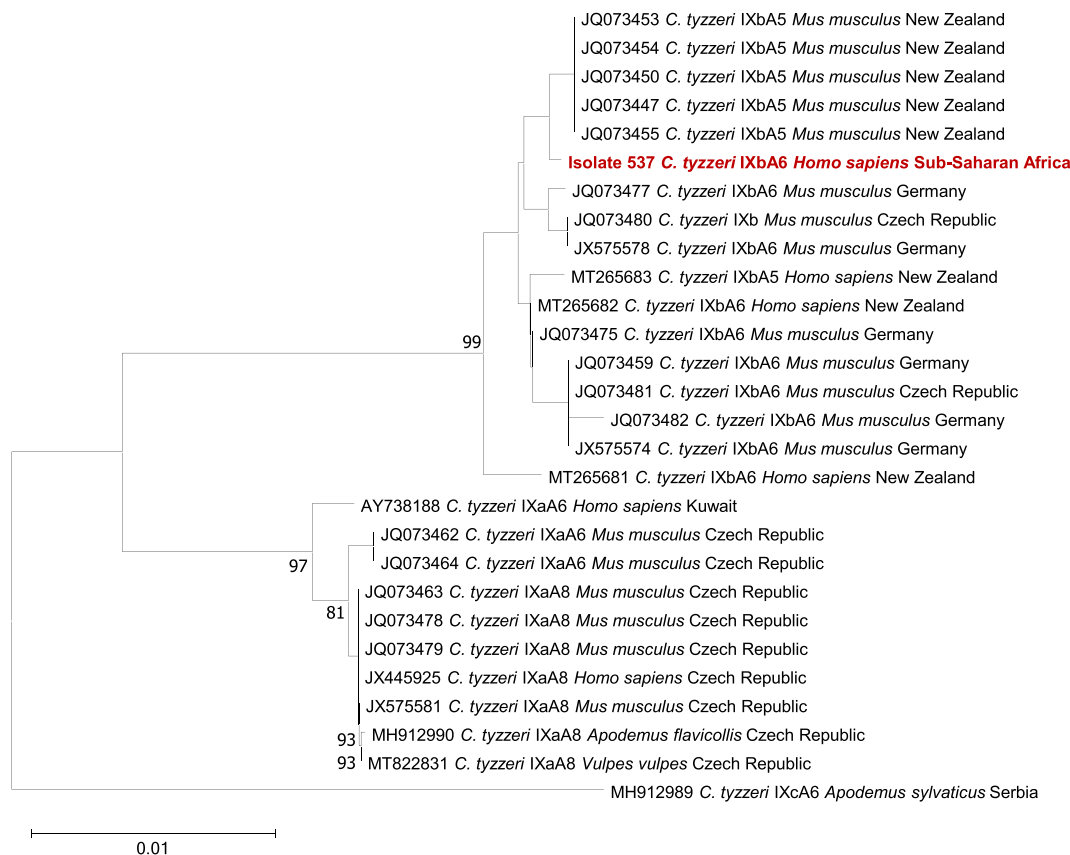 JQ073453 C. tyzzeri IXbA5 Mus musculus New Zealand
JQ073454 C. tyzzeri IXbA5 Mus musculus New Zealand
JQ073450 C. tyzzeri IXbA5 Mus musculus New Zealand
JQ073447 C. tyzzeri IXbA5 Mus musculus New Zealand
JQ073455 C. tyzzeri IXbA5 Mus musculus New Zealand
Isolate 537 C. tyzzeri IXbA6 Homo sapiens Sub-Saharan Africa
JQ073477 C. tyzzeri IXbA6 Mus musculus Germany
JQ073480 C. tyzzeri IXb Mus musculus Czech Republic
JX575578 C. tyzzeri IXbA6 Mus musculus Germany
MT265683 C. tyzzeri IXbA5 Homo sapiens New Zealand
MT265682 C. tyzzeri IXbA6 Homo sapiens New Zealand
JQ073475 C. tyzzeri IXbA6 Mus musculus Germany
99
JQ073459 C. tyzzeri IXbA6 Mus musculus Germany
JQ073481 C. tyzzeri IXbA6 Mus musculus Czech Republic
JQ073482 C. tyzzeri IXbA6 Mus musculus Germany
JX575574 C. tyzzeri IXbA6 Mus musculus Germany
MT265681 C. tyzzeri IXbA6 Homo sapiens New Zealand
AY738188 C. tyzzeri IXaA6 Homo sapiens Kuwait
JQ073462 C. tyzzeri IXaA6 Mus musculus Czech Republic
JQ073464 C. tyzzeri IXaA6 Mus musculus Czech Republic
97
JQ073463 C. tyzzeri IXaA8 Mus musculus Czech Republic
81
JQ073478 C. tyzzeri IXaA8 Mus musculus Czech Republic
JQ073479 C. tyzzeri IXaA8 Mus musculus Czech Republic
JX445925 C. tyzzeri IXaA8 Homo sapiens Czech Republic
JX575581 C. tyzzeri IXaA8 Mus musculus Czech Republic
93 MH912990 C. tyzzeri IXaA8 Apodemus flavicollis Czech Republic
93 MT822831 C. tyzzeri IXaA8 Vulpes vulpes Czech Republic
MH912989 C. tyzzeri IXcA6 Apodemus sylvaticus Serbia
0.01